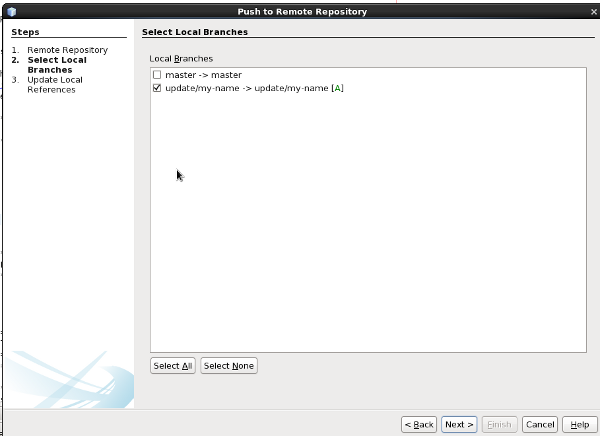 Push to Remote Repository
Steps
1. Remote Repository
2. Select Local
Branches
3. Update Local
References
Select Local Branches
Local Branches
master -> master
update/my-name -> update/my-name [A]
Select All
Select None
< Back
Next >
Finish
Cancel
Help